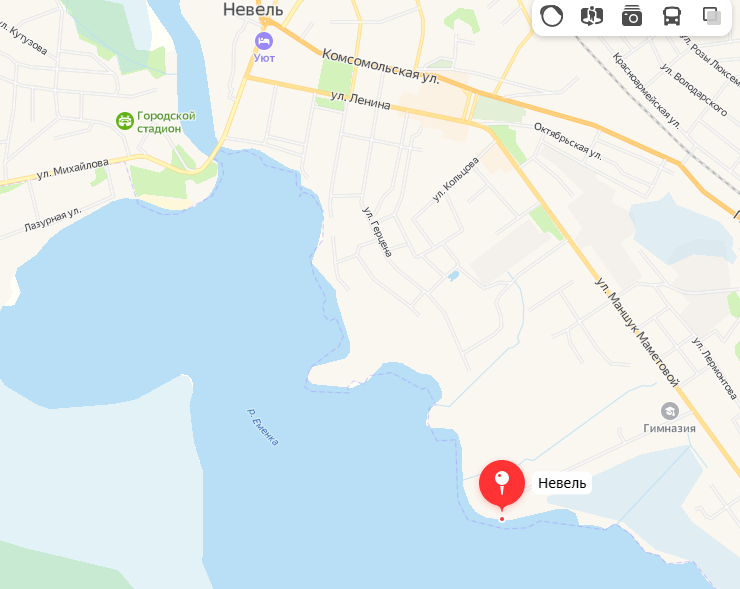 Невель
ул. Кутузова
Уют
Комсомольская ул.
ул. Розы Люксем
Красноармейская ул.
ул. Володарского
ул. Ленина
Городской
стадион
Октябрьская ул.
ул. Михайлова
ул. Кольцова
Лазурная ул.
ул. Герцена
ул. Маншук Маметовой
ул. Лермонтова
р. Еменка
Гимназия
Невель